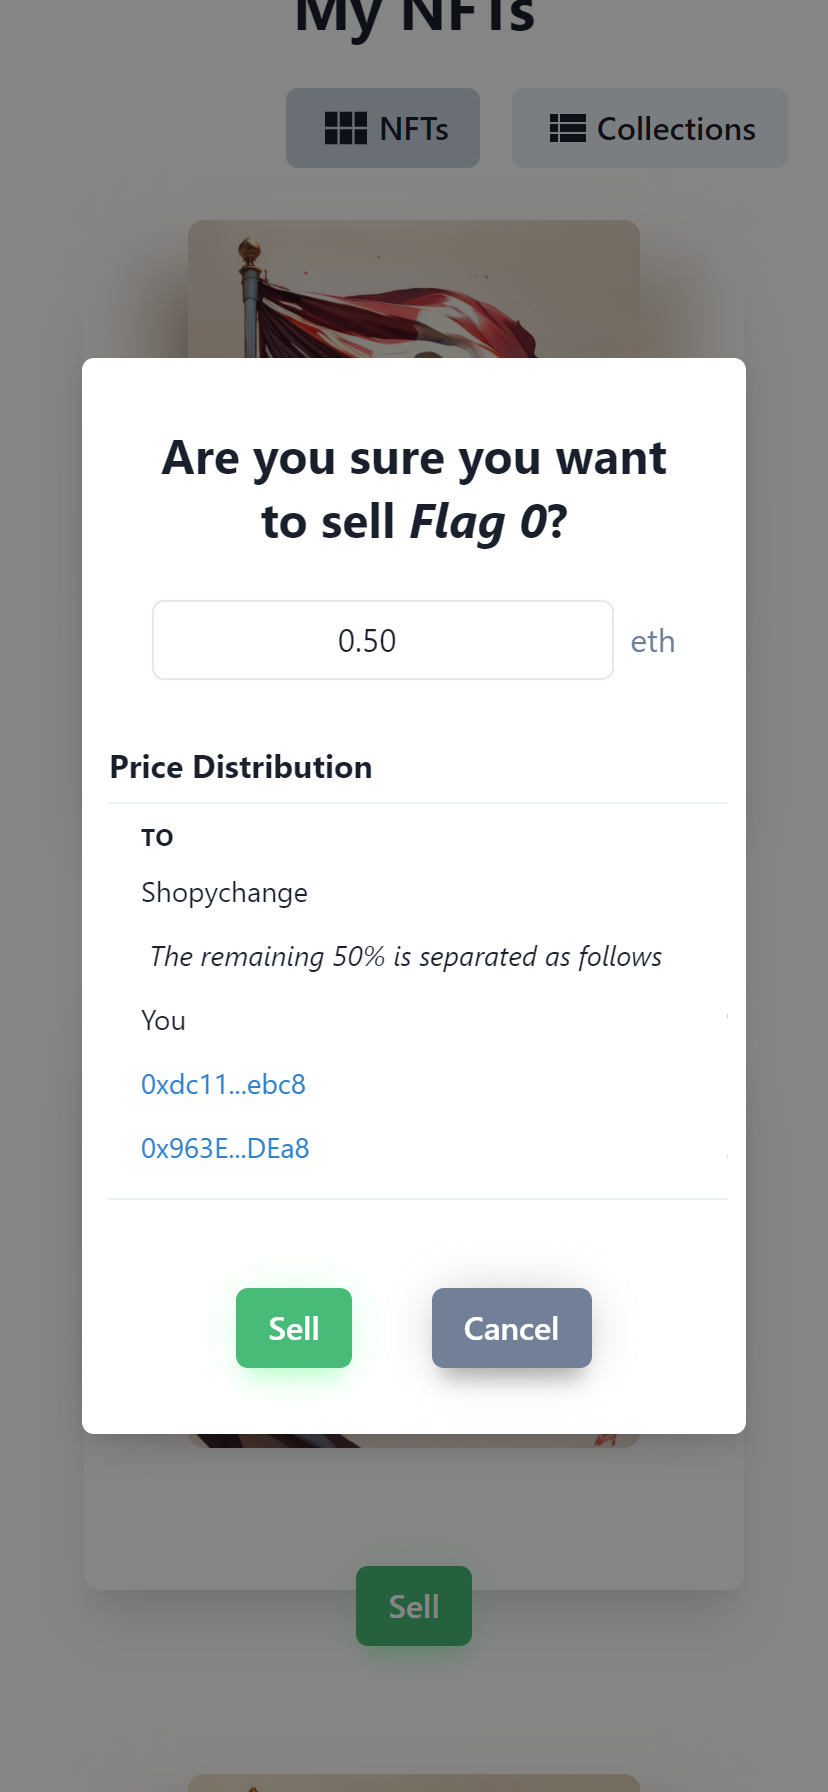 My NFTs
NFTs
Collections
Are you sure you want
to sell Flag 0?
0.50
eth
Price Distribution
TO
Shopychange
The remaining 50% is separated as follows
You
0xdc11...ebc8
0x963E...DEa8
Sell
Cancel
Sell